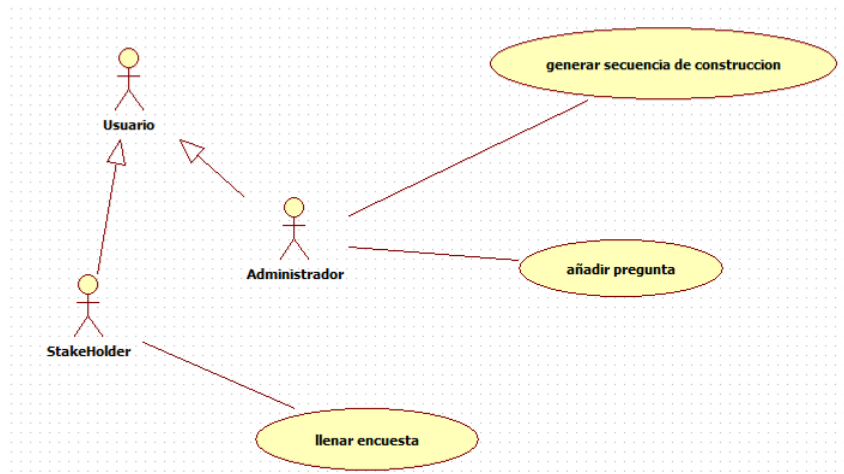 generar secuencia de construccion
Usuario
Administrador
añadir pregunta
StakeHolder
llenar encuesta